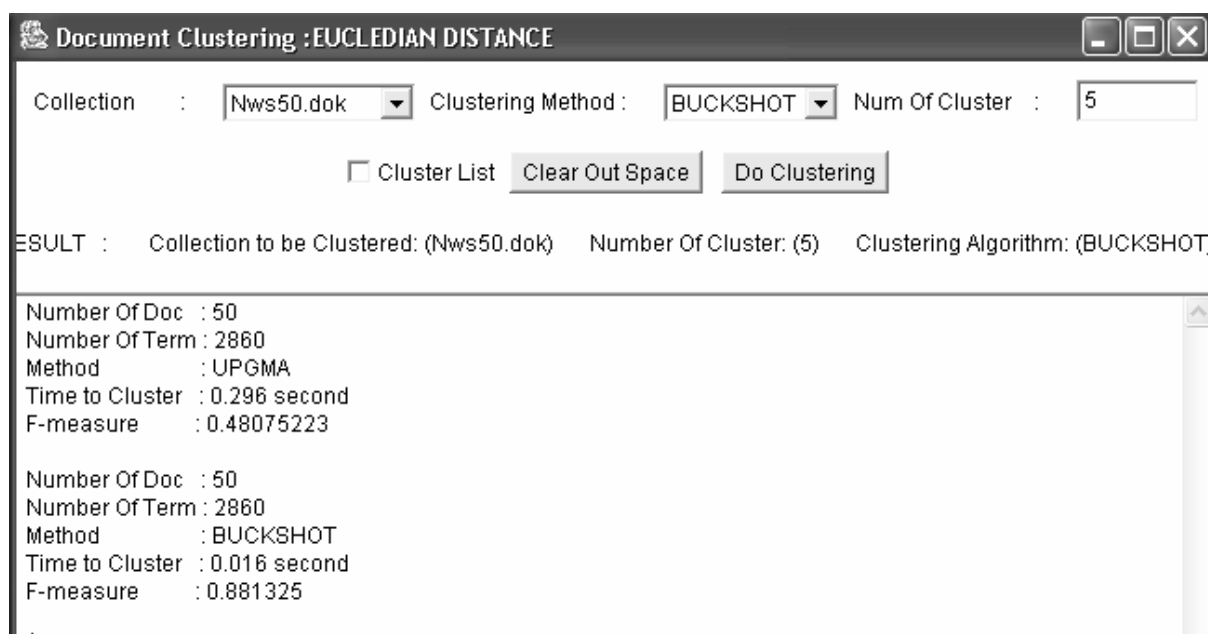 Document Clustering :EUCLEDIAN DISTANCE
Collection : Nws50.dok Clustering Method : BUCKSHOT Num Of Cluster : 5
Cluster List Clear Out Space Do Clustering
ESULT : Collection to be Clustered: (Nws50.dok) Number Of Cluster: (5) Clustering Algorithm: (BUCKSHOT)
Number Of Doc : 50
Number Of Term : 2860
Method : UPGMA
Time to Cluster : 0.296 second
F-measure : 0.48075223
Number Of Doc : 50
Number Of Term : 2860
Method : BUCKSHOT
Time to Cluster : 0.016 second
F-measure : 0.881325